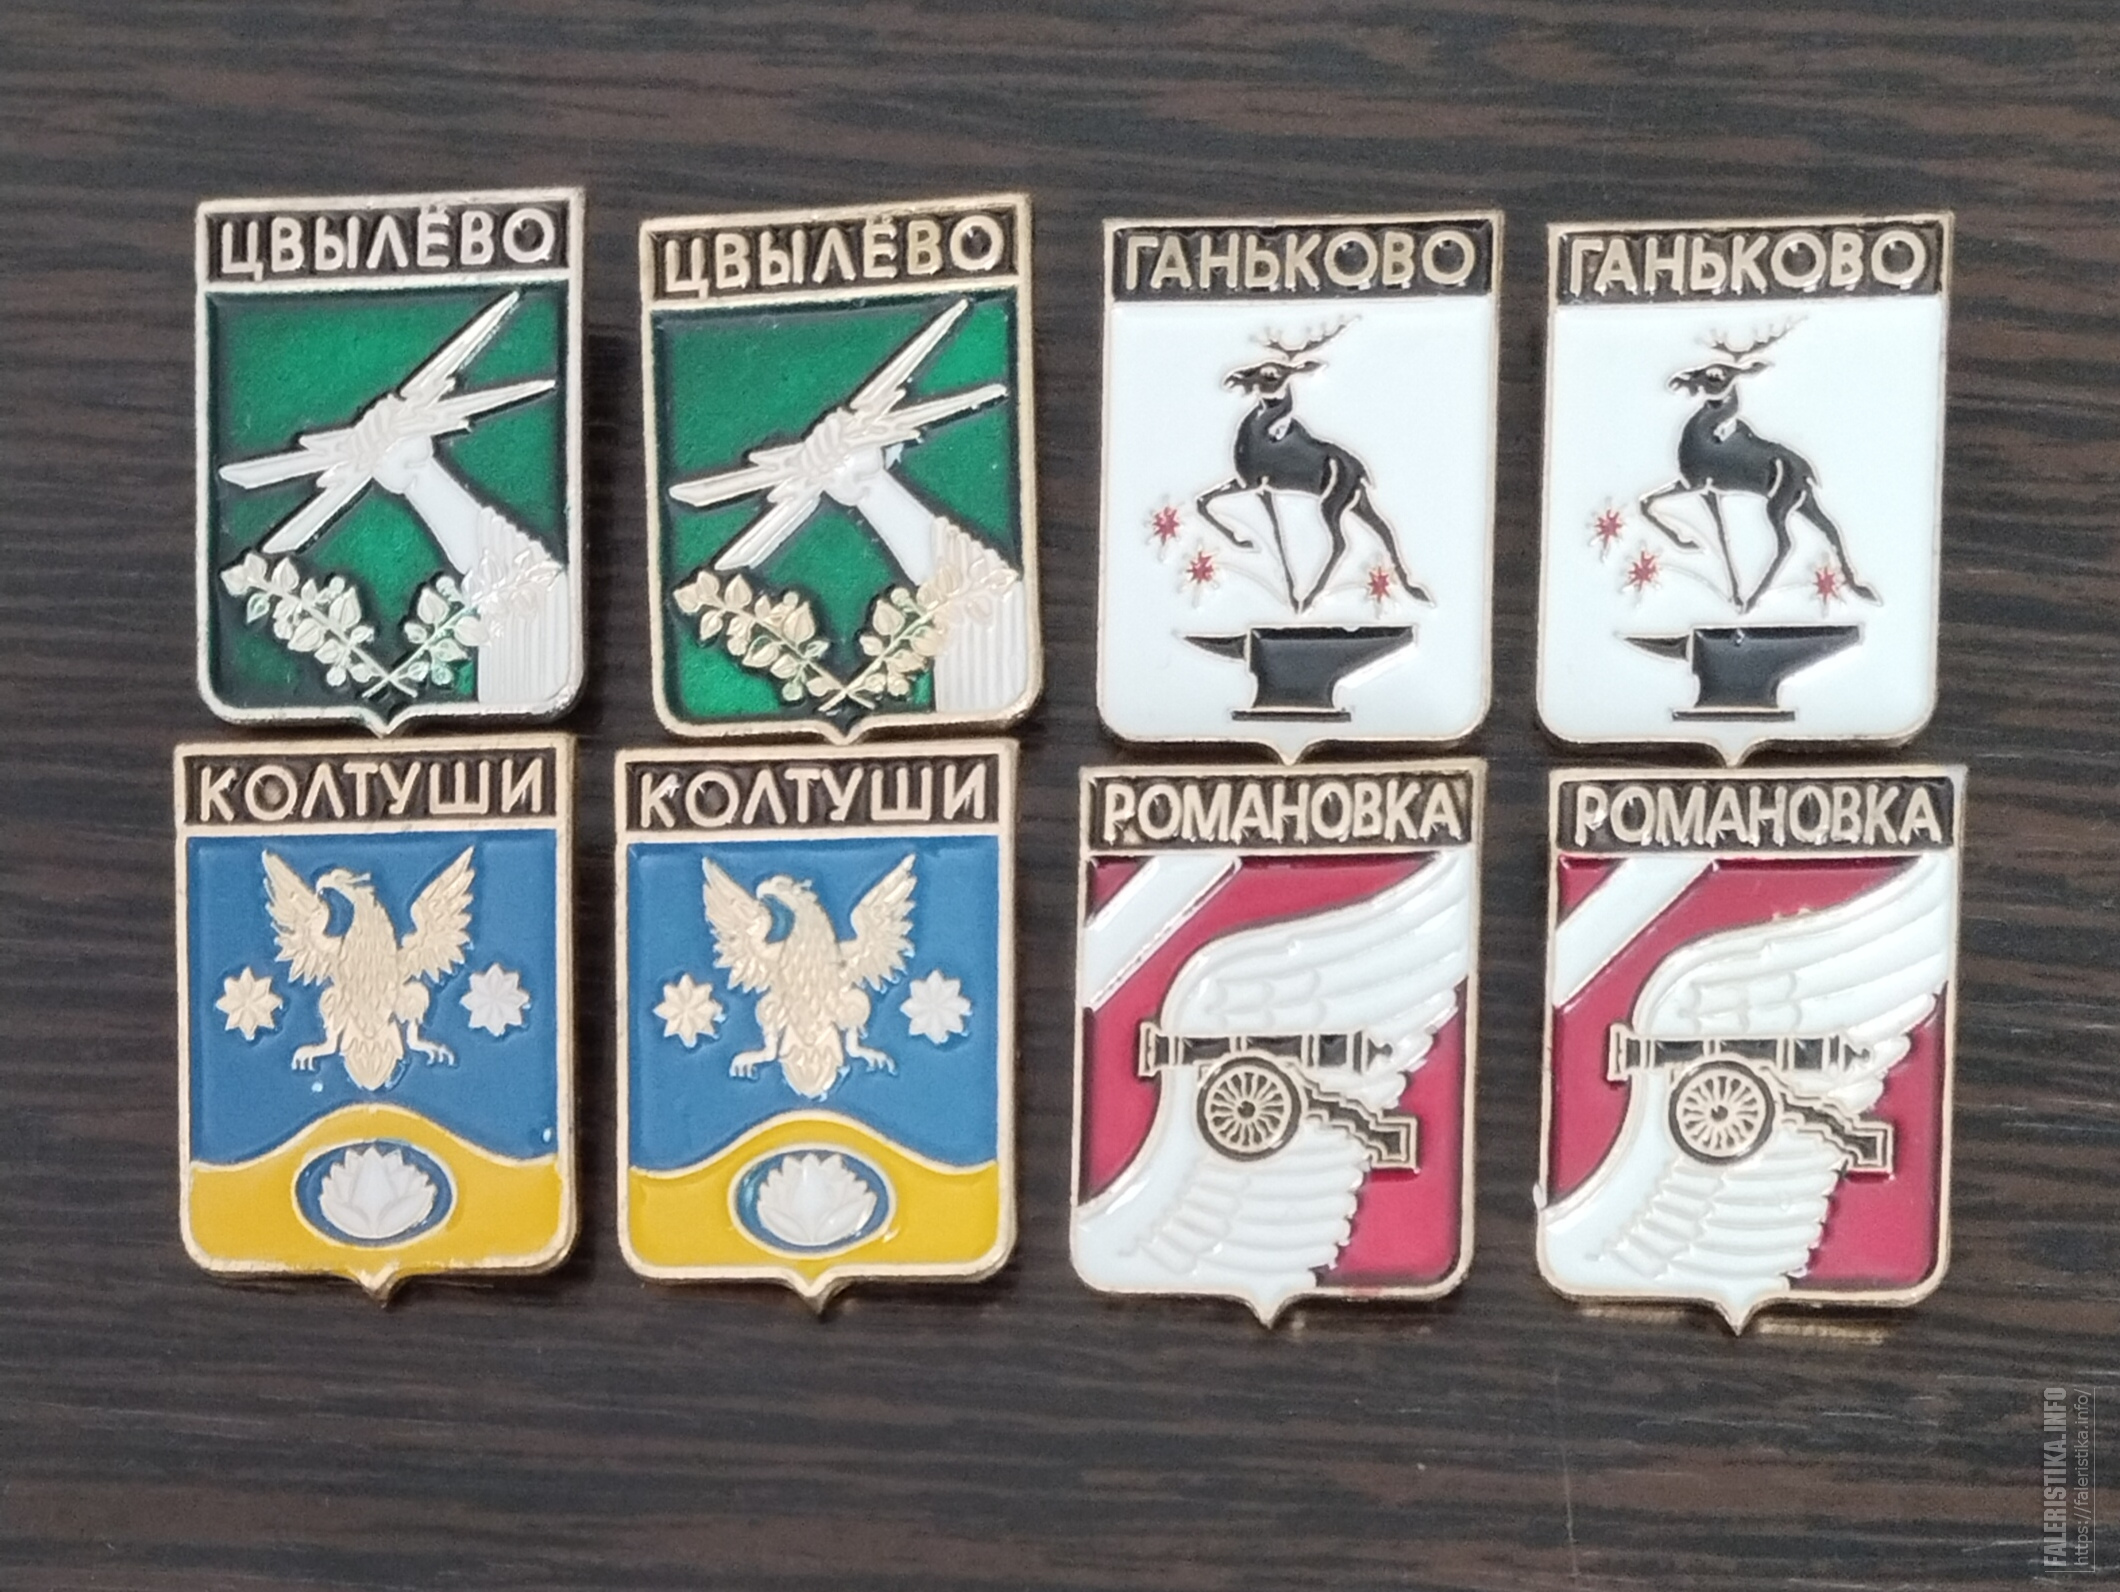 ЦВЫЛЁВО
ЦВЫЛЁВО
ГАНЬКОВО
ГАНЬКОВО
КОЛТУШИ
КОЛТУШИ
РОМАНОВКА
РОМАНОВКА
FALERISTIKA.INFO
https://faleristika.info/